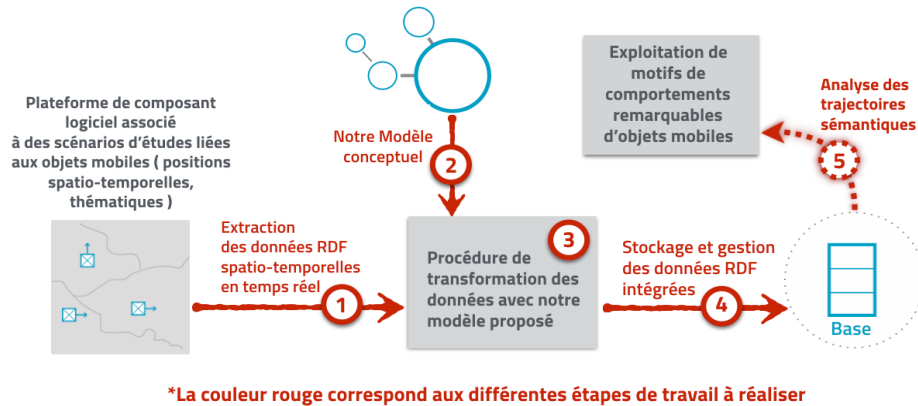 Plateforme de composant
logiciel associé
à des scénarios d'études liées
aux objets mobiles ( positions
spatio-temporelles,
thématiques )
Extraction
des données RDF
spatio-temporelles
en temps réel
1
Notre Modèle
conceptuel
2
3
Procédure de
transformation des
données avec notre
modèle proposé
Stockage et gestion
des données RDF
intégrées
4
Base
Exploitation de
motifs de
comportements
remarquables
d'objets mobiles
Analyse des
trajectoires
sémantiques
5
*La couleur rouge correspond aux différentes étapes de travail à réaliser